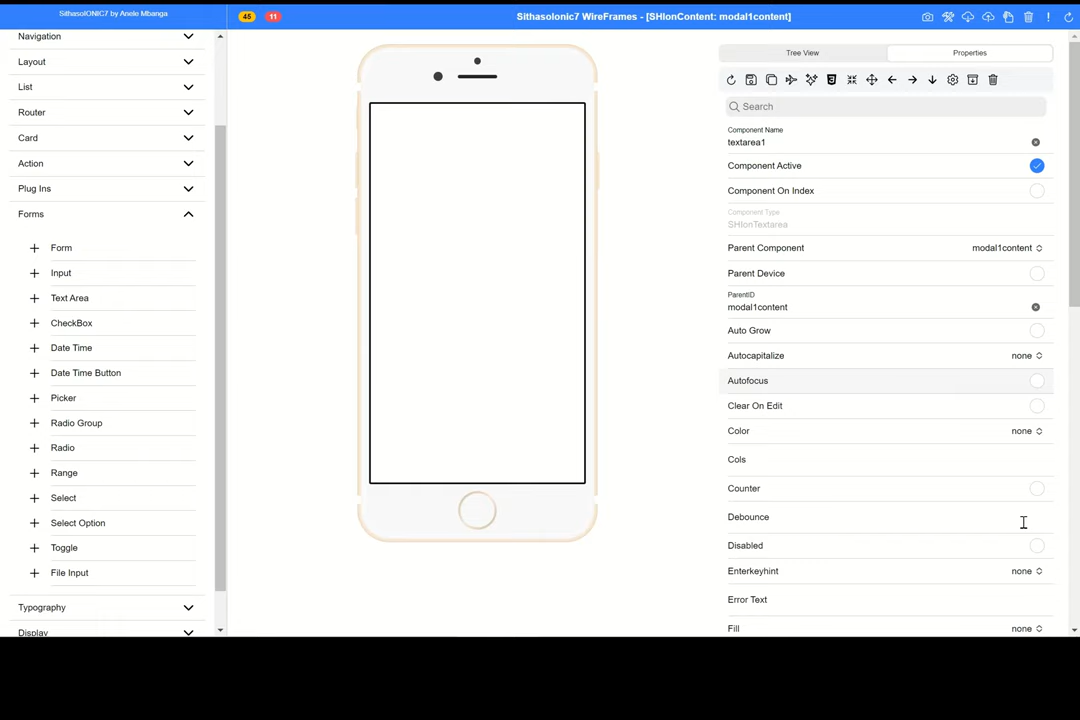 SithasoIONIC7 by Anele Mbanga
45
11
SithasoIonic7 WireFrames - [SHIonContent: modal1content]
Navigation
Layout
List
Router
Card
Action
Plug Ins
Forms
Form
Input
Text Area
CheckBox
Date Time
Date Time Button
Picker
Radio Group
Radio
Range
Select
Select Option
Toggle
File Input
Typography
Display
Tree View
Properties
Search
Component Name
textarea1
Component Active
Component On Index
Component Type
SHIonTextarea
Parent Component modal1content
Parent Device
ParentID
modal1content
Auto Grow
Autocapitalize none
Autofocus
Clear On Edit
Color none
Cols
Counter
Debounce
Disabled
Enterkeyhint none
Error Text
Fill none